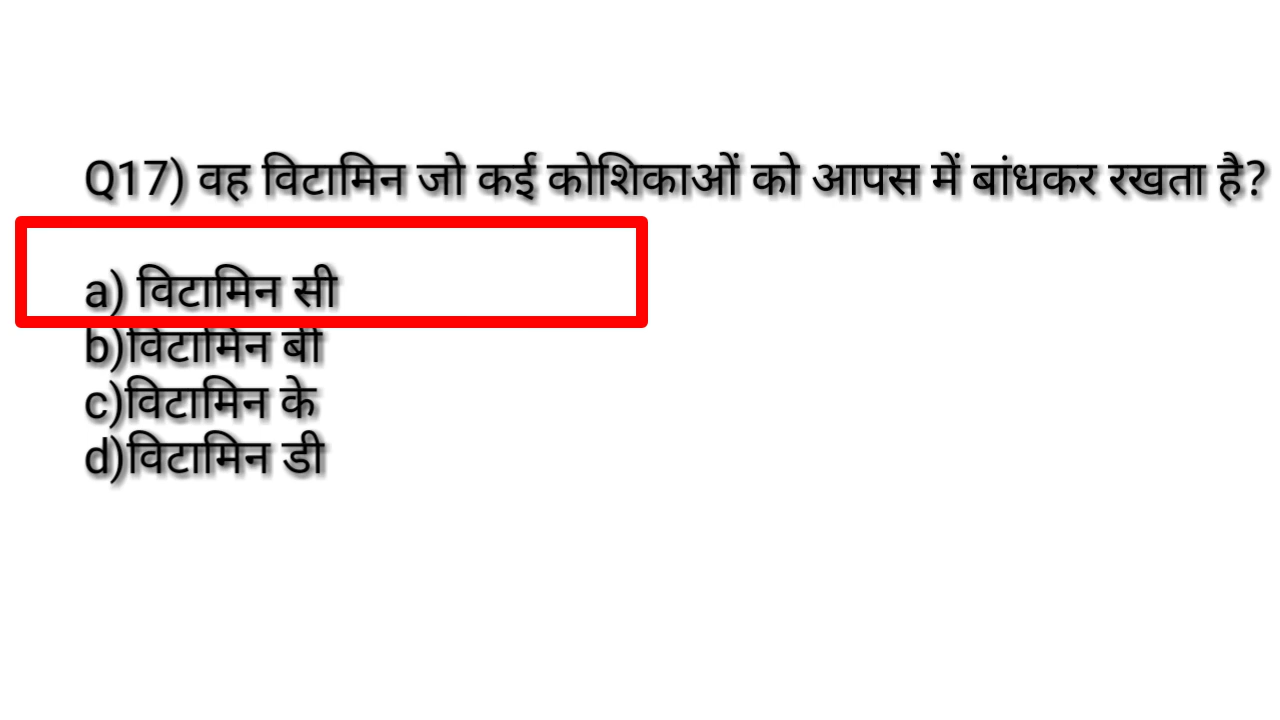 Q17) वह विटामिन जो कई कोशिकाओं को आपस में बांधकर रखता है?
a) विटामिन सी
b)विटामिन बी
c)विटामिन के
d)विटामिन डी